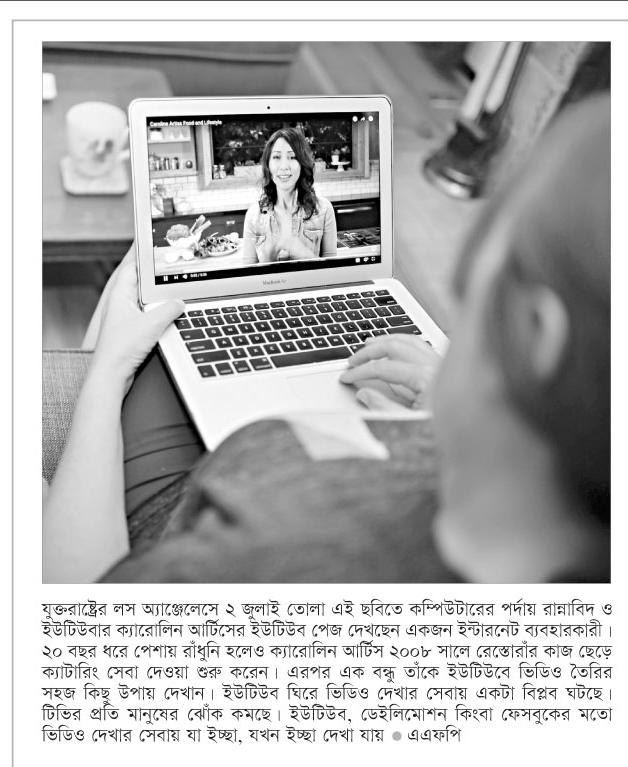 Caroline Artiss Food and Lifestyle
MacBook Air
যুক্তরাষ্ট্রের লস অ্যাঞ্জেলেসে ২ জুলাই তোলা এই ছবিতে কম্পিউটারের পর্দায় রান্নাবিদ ও
ইউটিউবার ক্যারোলিন আর্টিসের ইউটিউব পেজ দেখছেন একজন ইন্টারনেট ব্যবহারকারী।
২০ বছর ধরে পেশায় রাঁধুনি হলেও ক্যারোলিন আর্টিস ২০০৮ সালে রেস্তোরাঁর কাজ ছেড়ে
ক্যাটারিং সেবা দেওয়া শুরু করেন। এরপর এক বন্ধু তাঁকে ইউটিউবে ভিডিও তৈরির
সহজ কিছু উপায় দেখান। ইউটিউব ঘিরে ভিডিও দেখার সেবায় একটা বিপ্লব ঘটছে।
টিভির প্রতি মানুষের ঝোঁক কমছে। ইউটিউব, ডেইলিমোশন কিংবা ফেসবুকের মতো
ভিডিও দেখার সেবায় যা ইচ্ছা, যখন ইচ্ছা দেখা যায় ● এএফপি